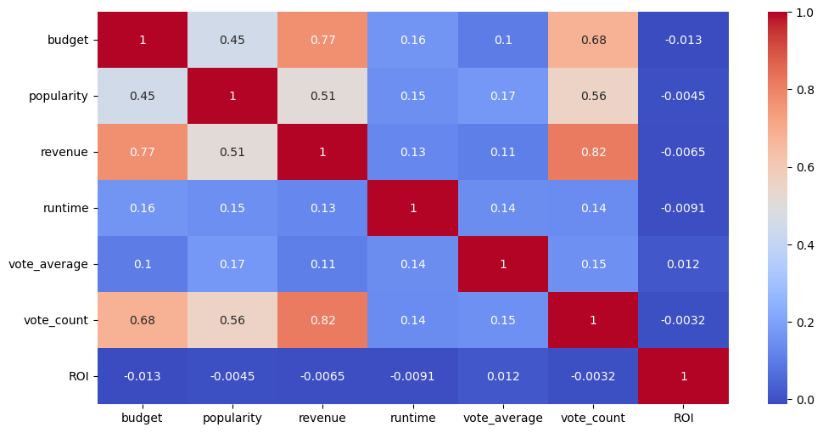 budget 1 0.45 0.77 0.16 0.1 0.68 -0.013
popularity 0.45 1 0.51 0.15 0.17 0.56 -0.0045
revenue 0.77 0.51 1 0.13 0.11 0.82 -0.0065
runtime 0.16 0.15 0.13 1 0.14 0.14 -0.0091
vote_average 0.1 0.17 0.11 0.14 1 0.15 0.012
vote_count 0.68 0.56 0.82 0.14 0.15 1 -0.0032
ROI -0.013 -0.0045 -0.0065 -0.0091 0.012 -0.0032 1
budget popularity revenue runtime vote_average vote_count ROI
1.0
0.8
0.6
0.4
0.2
0.0